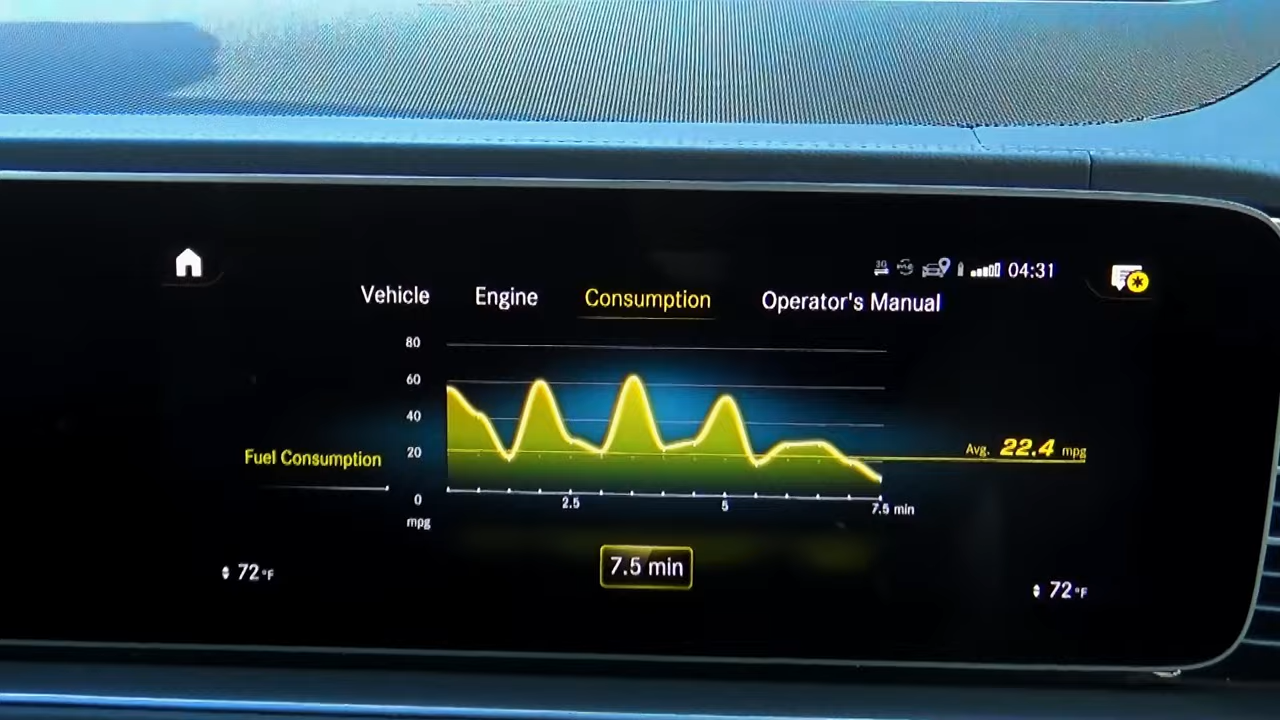 3G
04:31
Vehicle Engine Consumption Operator's Manual
80
60
40
20
0
mpg
Fuel Consumption
Avg. 22.4 mpg
2.5 5 7.5 min
7.5 min
72°F
72°F